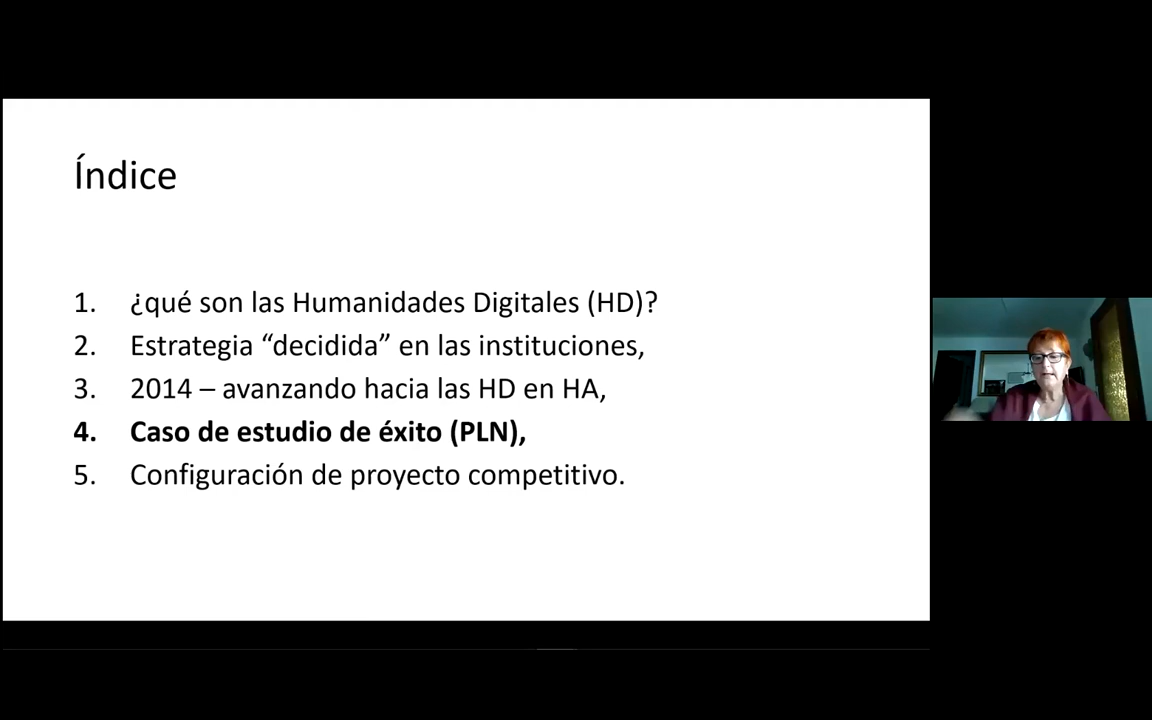 Índice
1. ¿qué son las Humanidades Digitales (HD)?
2. Estrategia “decidida” en las instituciones,
3. 2014 – avanzando hacia las HD en HA,
4. Caso de estudio de éxito (PLN),
5. Configuración de proyecto competitivo.